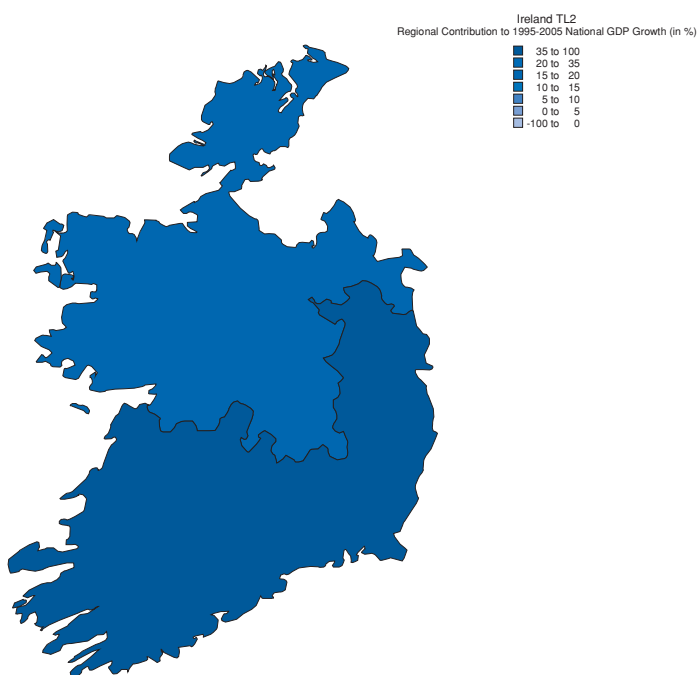 Ireland TL2
Regional Contribution to 1995-2005 National GDP Growth (in %)
35 to 100
20 to 35
15 to 20
10 to 15
5 to 10
0 to 5
-100 to 0